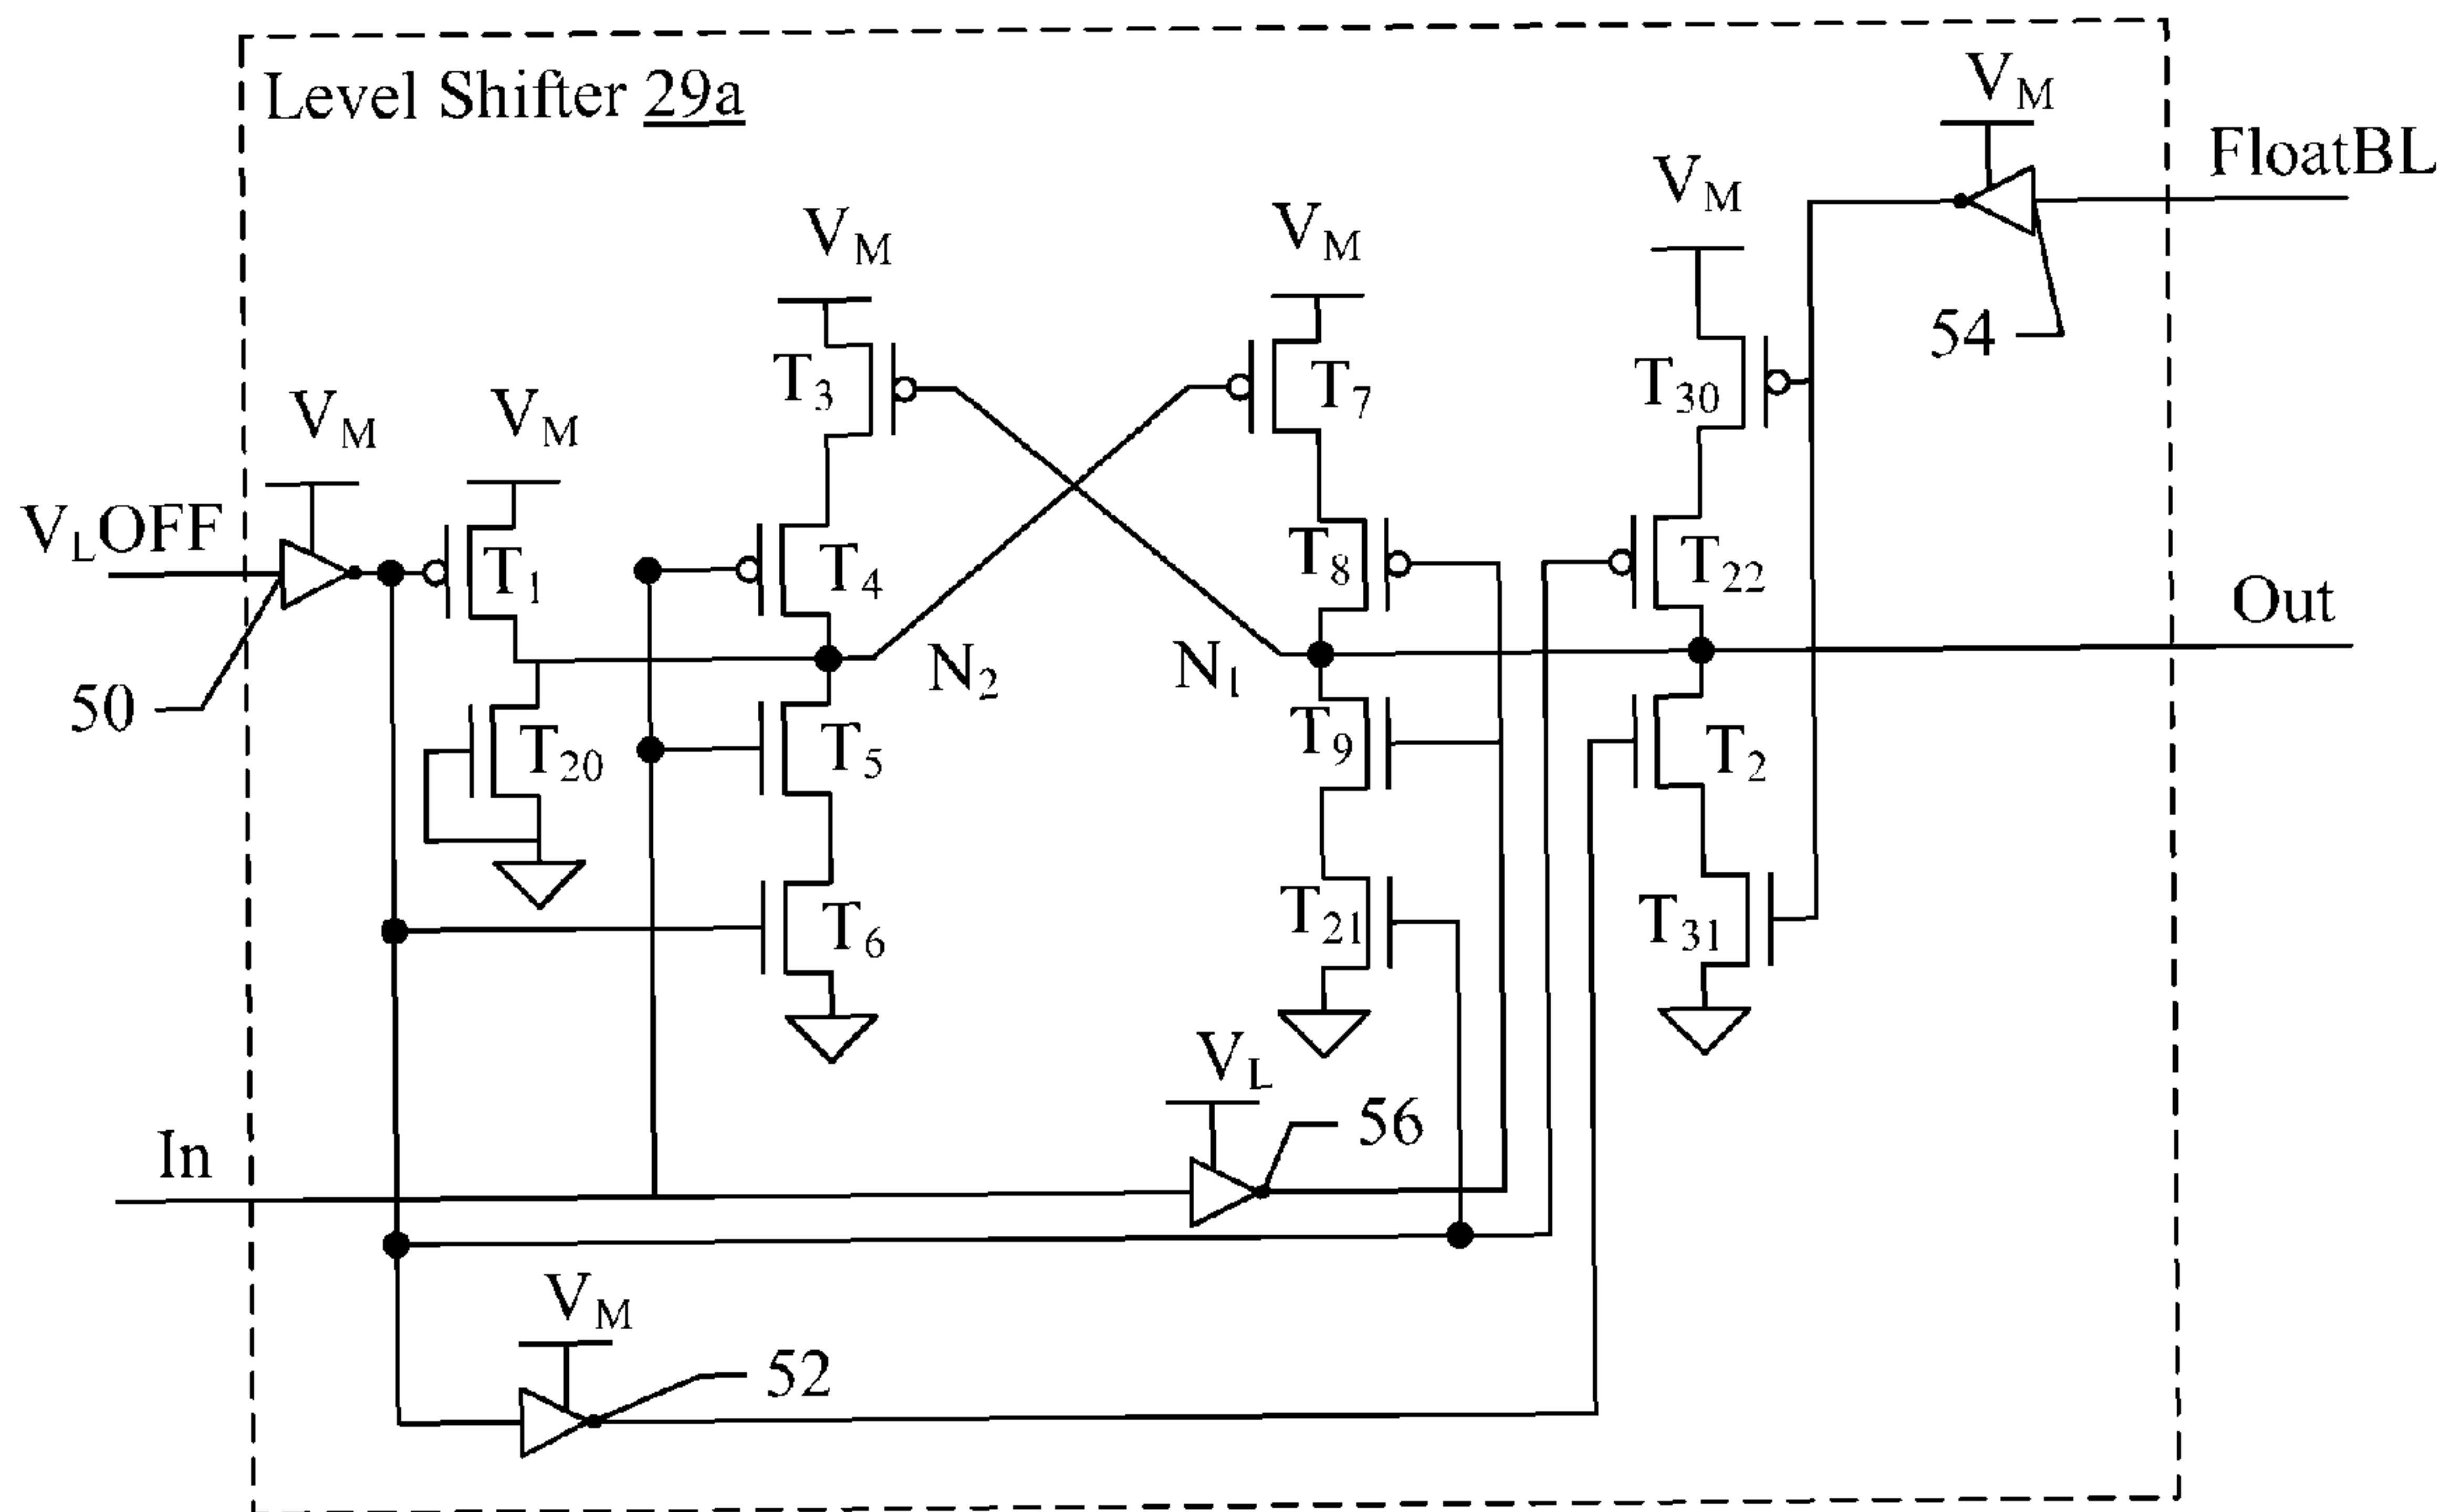 Level Shifter 29a
V_M
FloatBL
V_M
V_M
V_M
54
T_3
T_7
T_30
V_M
V_M
V_LOFF
T_1
T_4
T_8
T_22
Out
50
N_2
N_1
T_20
T_5
T_9
T_2
T_6
T_21
T_31
V_L
56
In
V_M
52